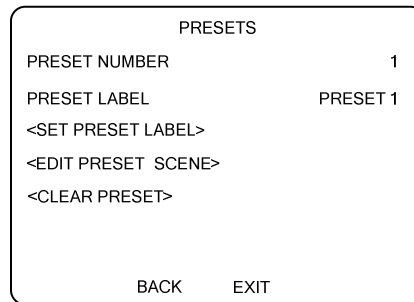 PRESETS
PRESET NUMBER 1
PRESET LABEL PRESET 1
<SET PRESET LABEL>
<EDIT PRESET SCENE>
<CLEAR PRESET>
BACK EXIT